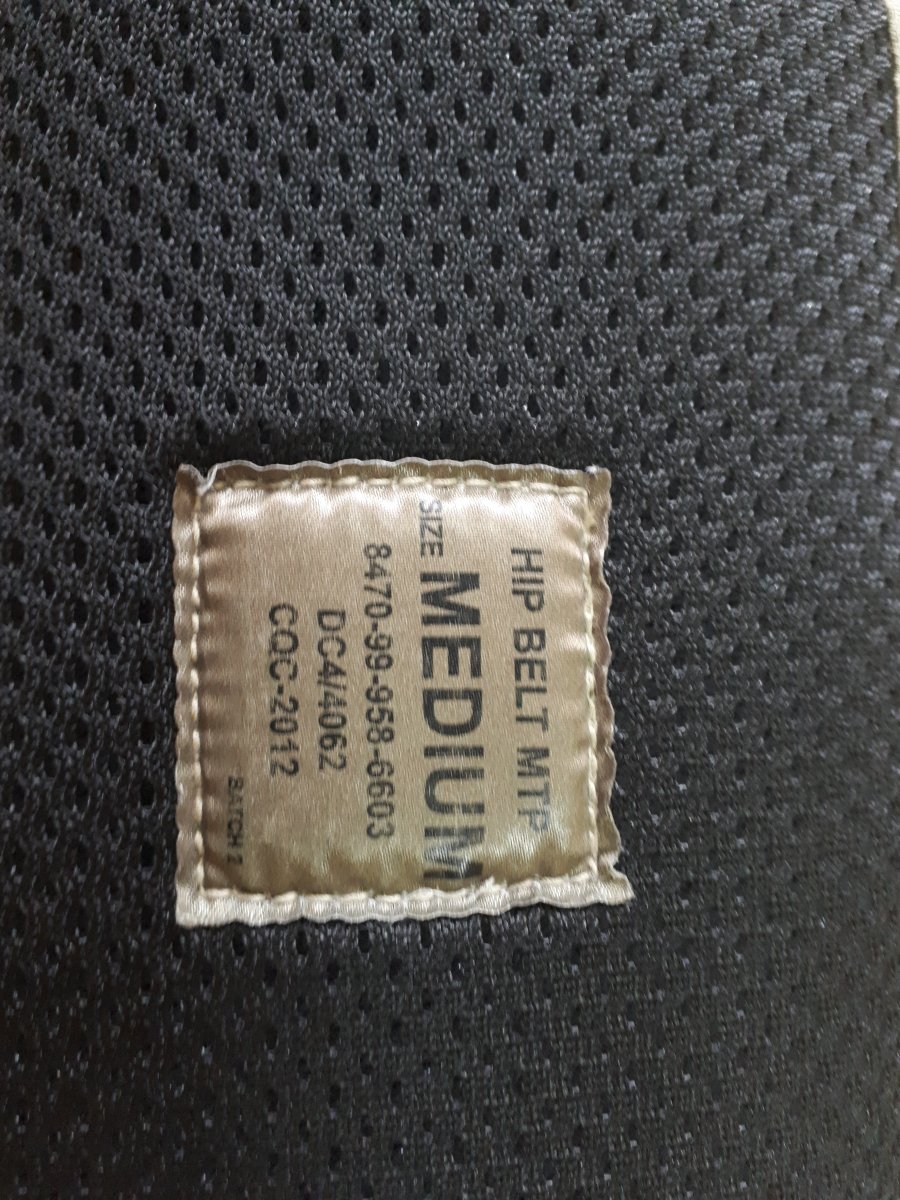 HIP BELT MTP
SIZE MEDIUM
8470-99-958-6603
DC4/4062
CQC-2012
BATCH 2